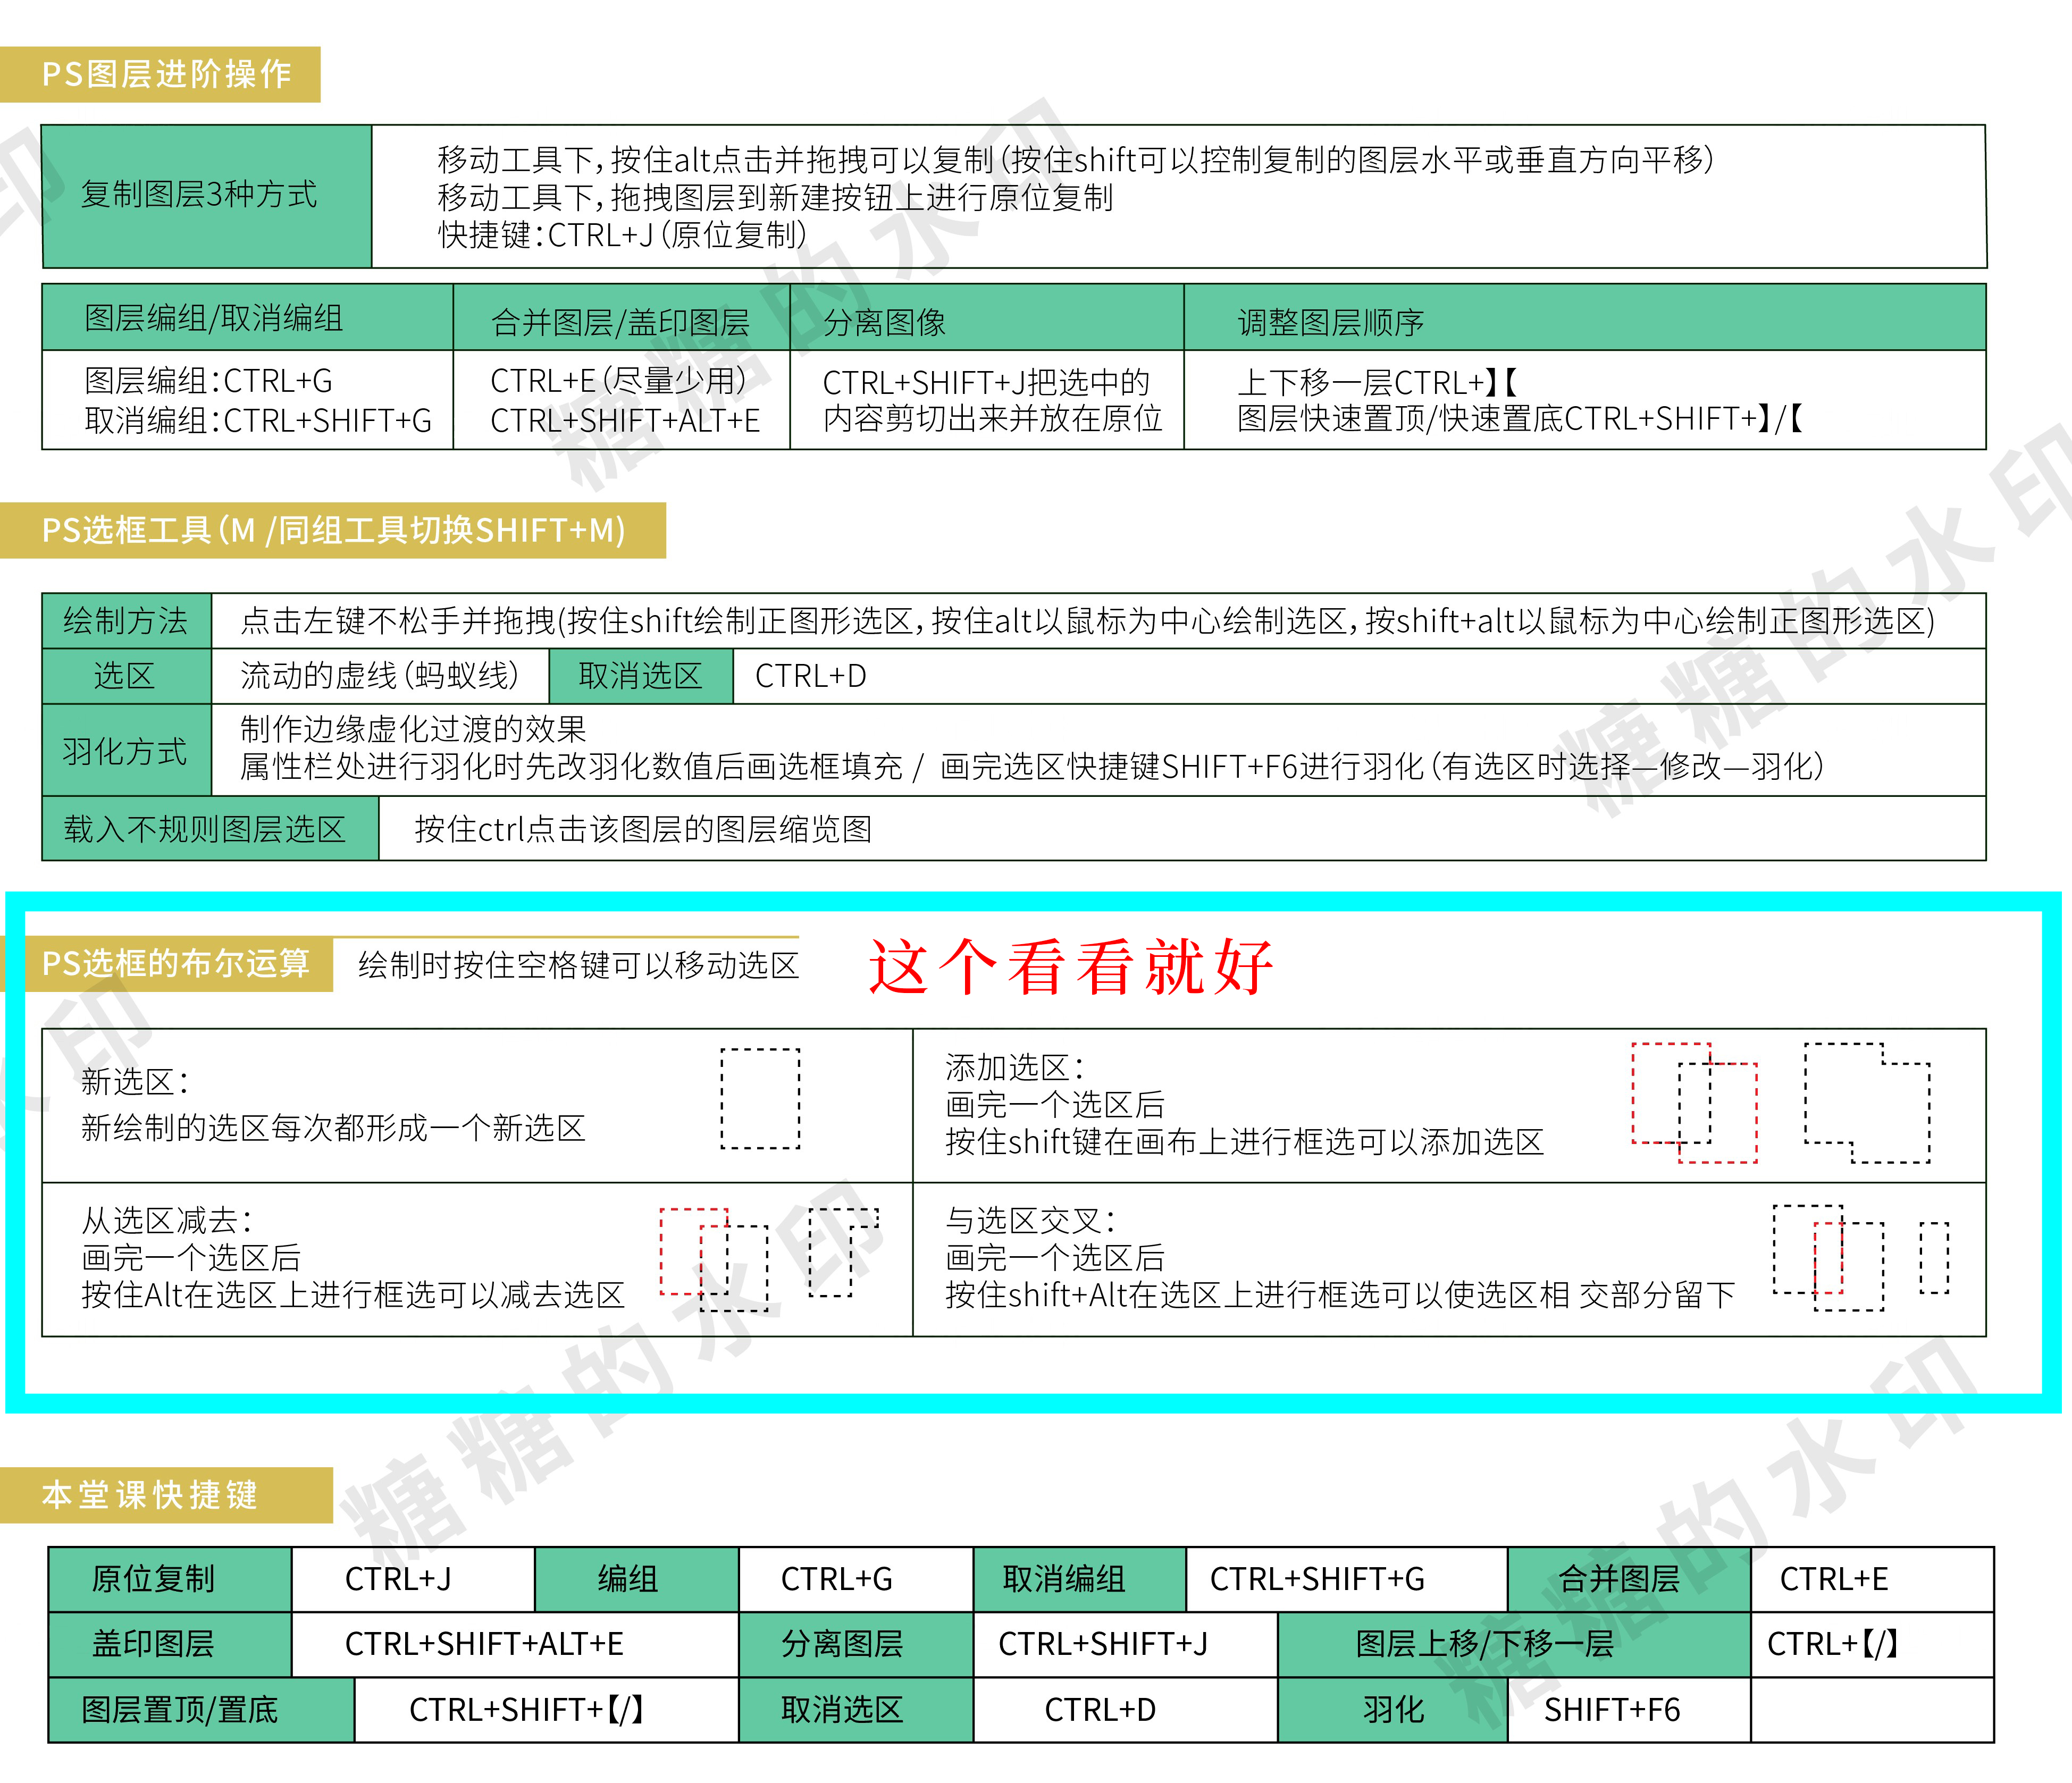 PS图层进阶操作
复制图层3种方式
移动工具下，按住alt点击并拖拽可以复制（按住shift可以控制复制的图层水平或垂直方向平移）
移动工具下，拖拽图层到新建按钮上进行原位复制
快捷键：CTRL+J（原位复制）
图层编组/取消编组
合并图层/盖印图层
分离图像
调整图层顺序
图层编组：CTRL+G
取消编组：CTRL+SHIFT+G
CTRL+E（尽量少用）
CTRL+SHIFT+ALT+E
CTRL+SHIFT+J把选中的
内容剪切出来并放在原位
上下移一层CTRL+】【
图层快速置顶/快速置底CTRL+SHIFT+】/【
PS选框工具（M /同组工具切换SHIFT+M)
绘制方法
点击左键不松手并拖拽(按住shift绘制正图形选区，按住alt以鼠标为中心绘制选区，按shift+alt以鼠标为中心绘制正图形选区)
选区
流动的虚线（蚂蚁线）
取消选区
CTRL+D
羽化方式
制作边缘虚化过渡的效果
属性栏处进行羽化时先改羽化数值后画选框填充 / 画完选区快捷键SHIFT+F6进行羽化（有选区时选择—修改—羽化）
载入不规则图层选区
按住ctrl点击该图层的图层缩览图
PS选框的布尔运算
绘制时按住空格键可以移动选区
这个看看就好
新选区：
新绘制的选区每次都形成一个新选区
添加选区：
画完一个选区后
按住shift键在画布上进行框选可以添加选区
从选区减去：
画完一个选区后
按住Alt在选区上进行框选可以减去选区
与选区交叉：
画完一个选区后
按住shift+Alt在选区上进行框选可以使选区相 交部分留下
本堂课快捷键
原位复制
CTRL+J
编组
CTRL+G
取消编组
CTRL+SHIFT+G
合并图层
CTRL+E
盖印图层
CTRL+SHIFT+ALT+E
分离图层
CTRL+SHIFT+J
图层上移/下移一层
CTRL+【/】
图层置顶/置底
CTRL+SHIFT+【/】
取消选区
CTRL+D
羽化
SHIFT+F6
印
糖糖的水印
糖糖的水印
水印
糖糖的水印
糖糖的水印